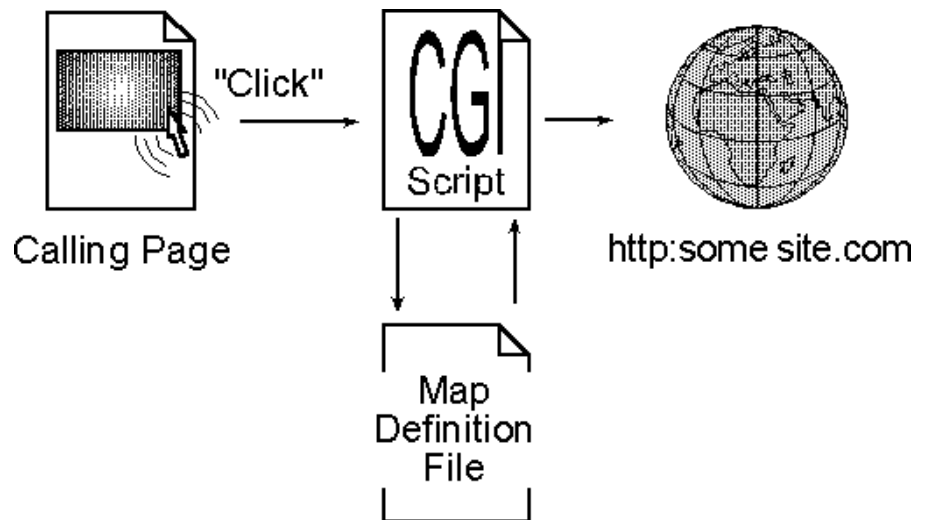 "Click"
CGI
Script
Calling Page
http:some site.com
Map
Definition
File